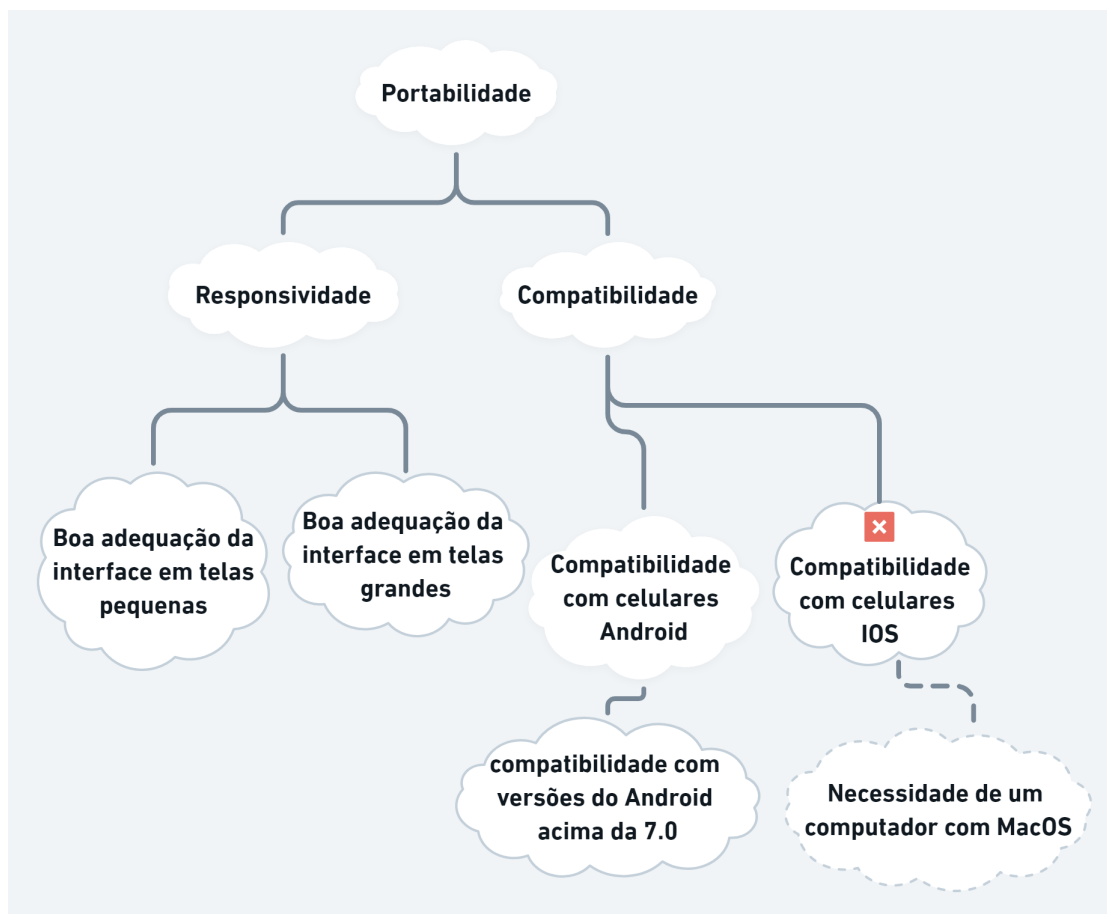 Portabilidade
Responsividade
Compatibilidade
Boa adequação da
interface em telas
pequenas
Boa adequação da
interface em telas
grandes
Compatibilidade
com celulares
Android
Compatibilidade
com celulares
IOS
compatibilidade com
versões do Android
acima da 7.0
Necessidade de um
computador com MacOS